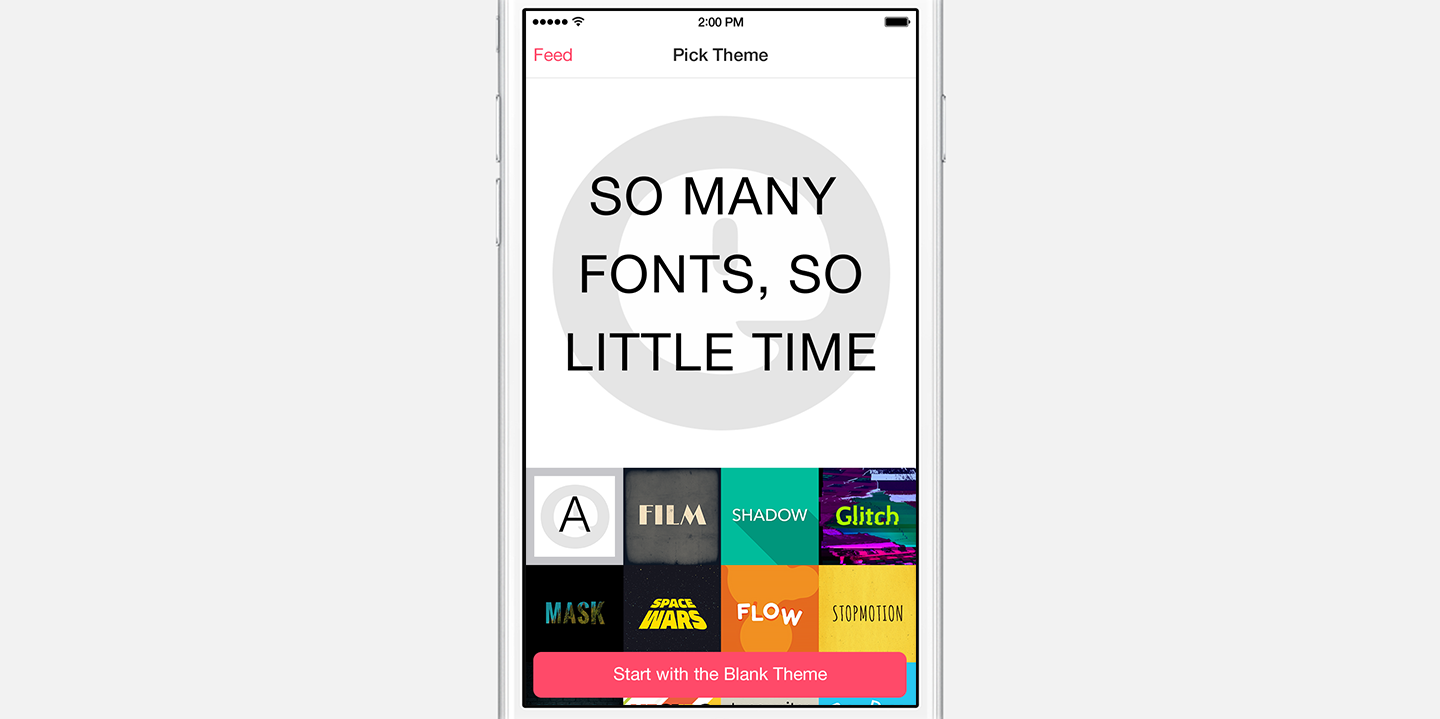 2:00 PM
Feed
Pick Theme
SO MANY
FONTS, SO
LITTLE TIME
A
FILM
SHADOW
Glitch
MASK
SPACE
WARS
FLOW
STOPMOTION
Start with the Blank Theme